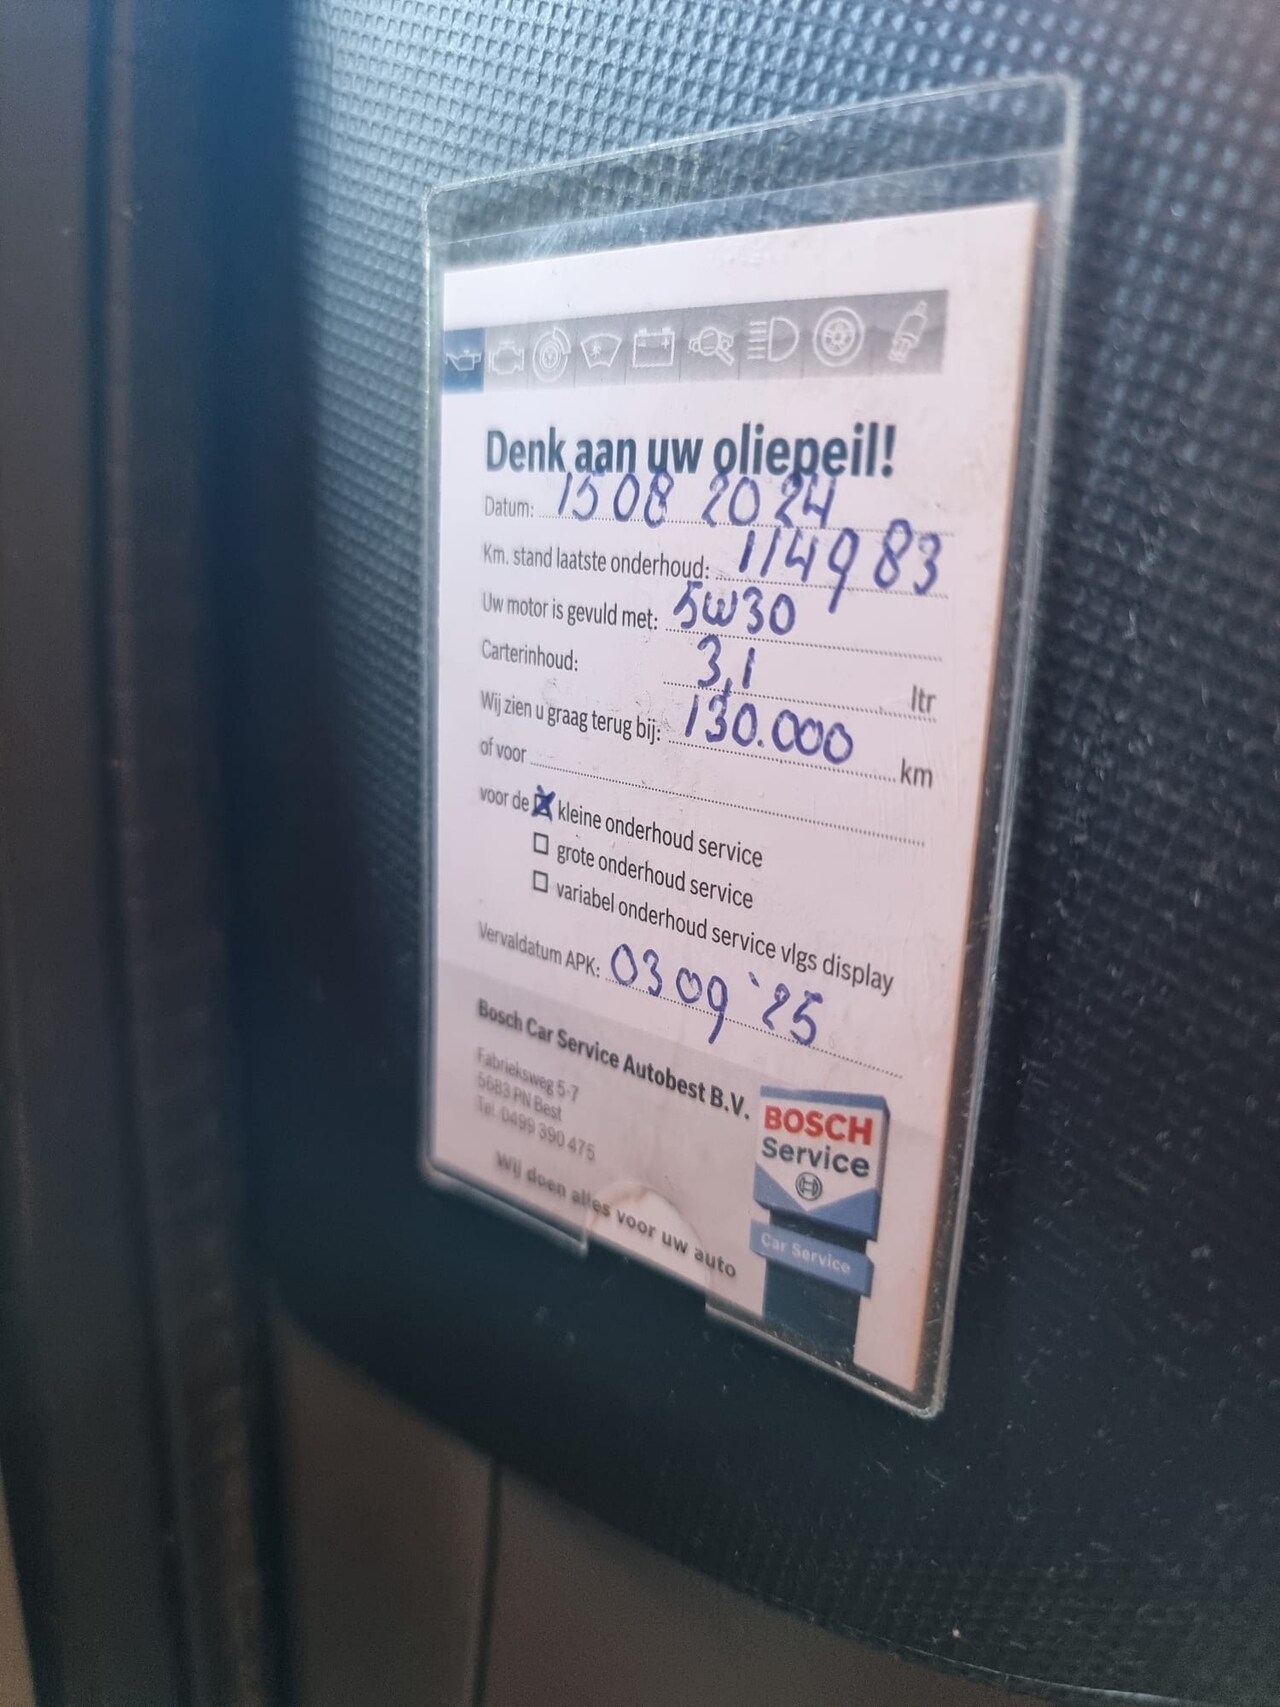 Denk aan uw oliepeil!
Datum: 15 08 2024
Km. stand laatste onderhoud: 114983
Uw motor is gevuld met: 5W30
Carterinhoud: 3,1 ltr
Wij zien u graag terug bij: 130.000 km
of voor
voor de kleine onderhoud service
grote onderhoud service
variabel onderhoud service vlgs display
Vervaldatum APK: 03 09 '25
Bosch Car Service Autobest B.V.
Fabrieksweg 5-7
5683 PN Best
Tel. 0499 390 475
Wij doen alles voor uw auto
BOSCH
Service
Car Service